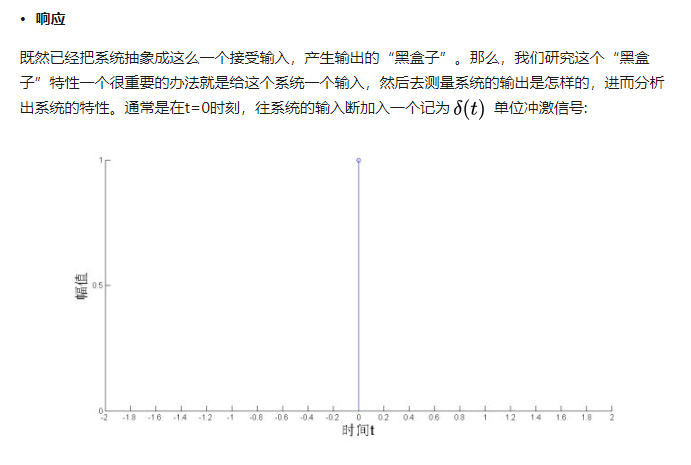 • 响应
既然已经把系统抽象成这么一个接受输入，产生输出的“黑盒子”。那么，我们研究这个“黑盒
子”特性一个很重要的办法就是给这个系统一个输入，然后去测量系统的输出是怎样的，进而分析
出系统的特性。通常是在t=0时刻，往系统的输入断加入一个记为 δ(t) 单位冲激信号:
1
0.5
幅值
0
-2 -1.8 -1.6 -1.4 -1.2 -1 -0.8 -0.6 -0.4 -0.2 0 0.2 0.4 0.6 0.8 1 1.2 1.4 1.6 1.8 2
时间t